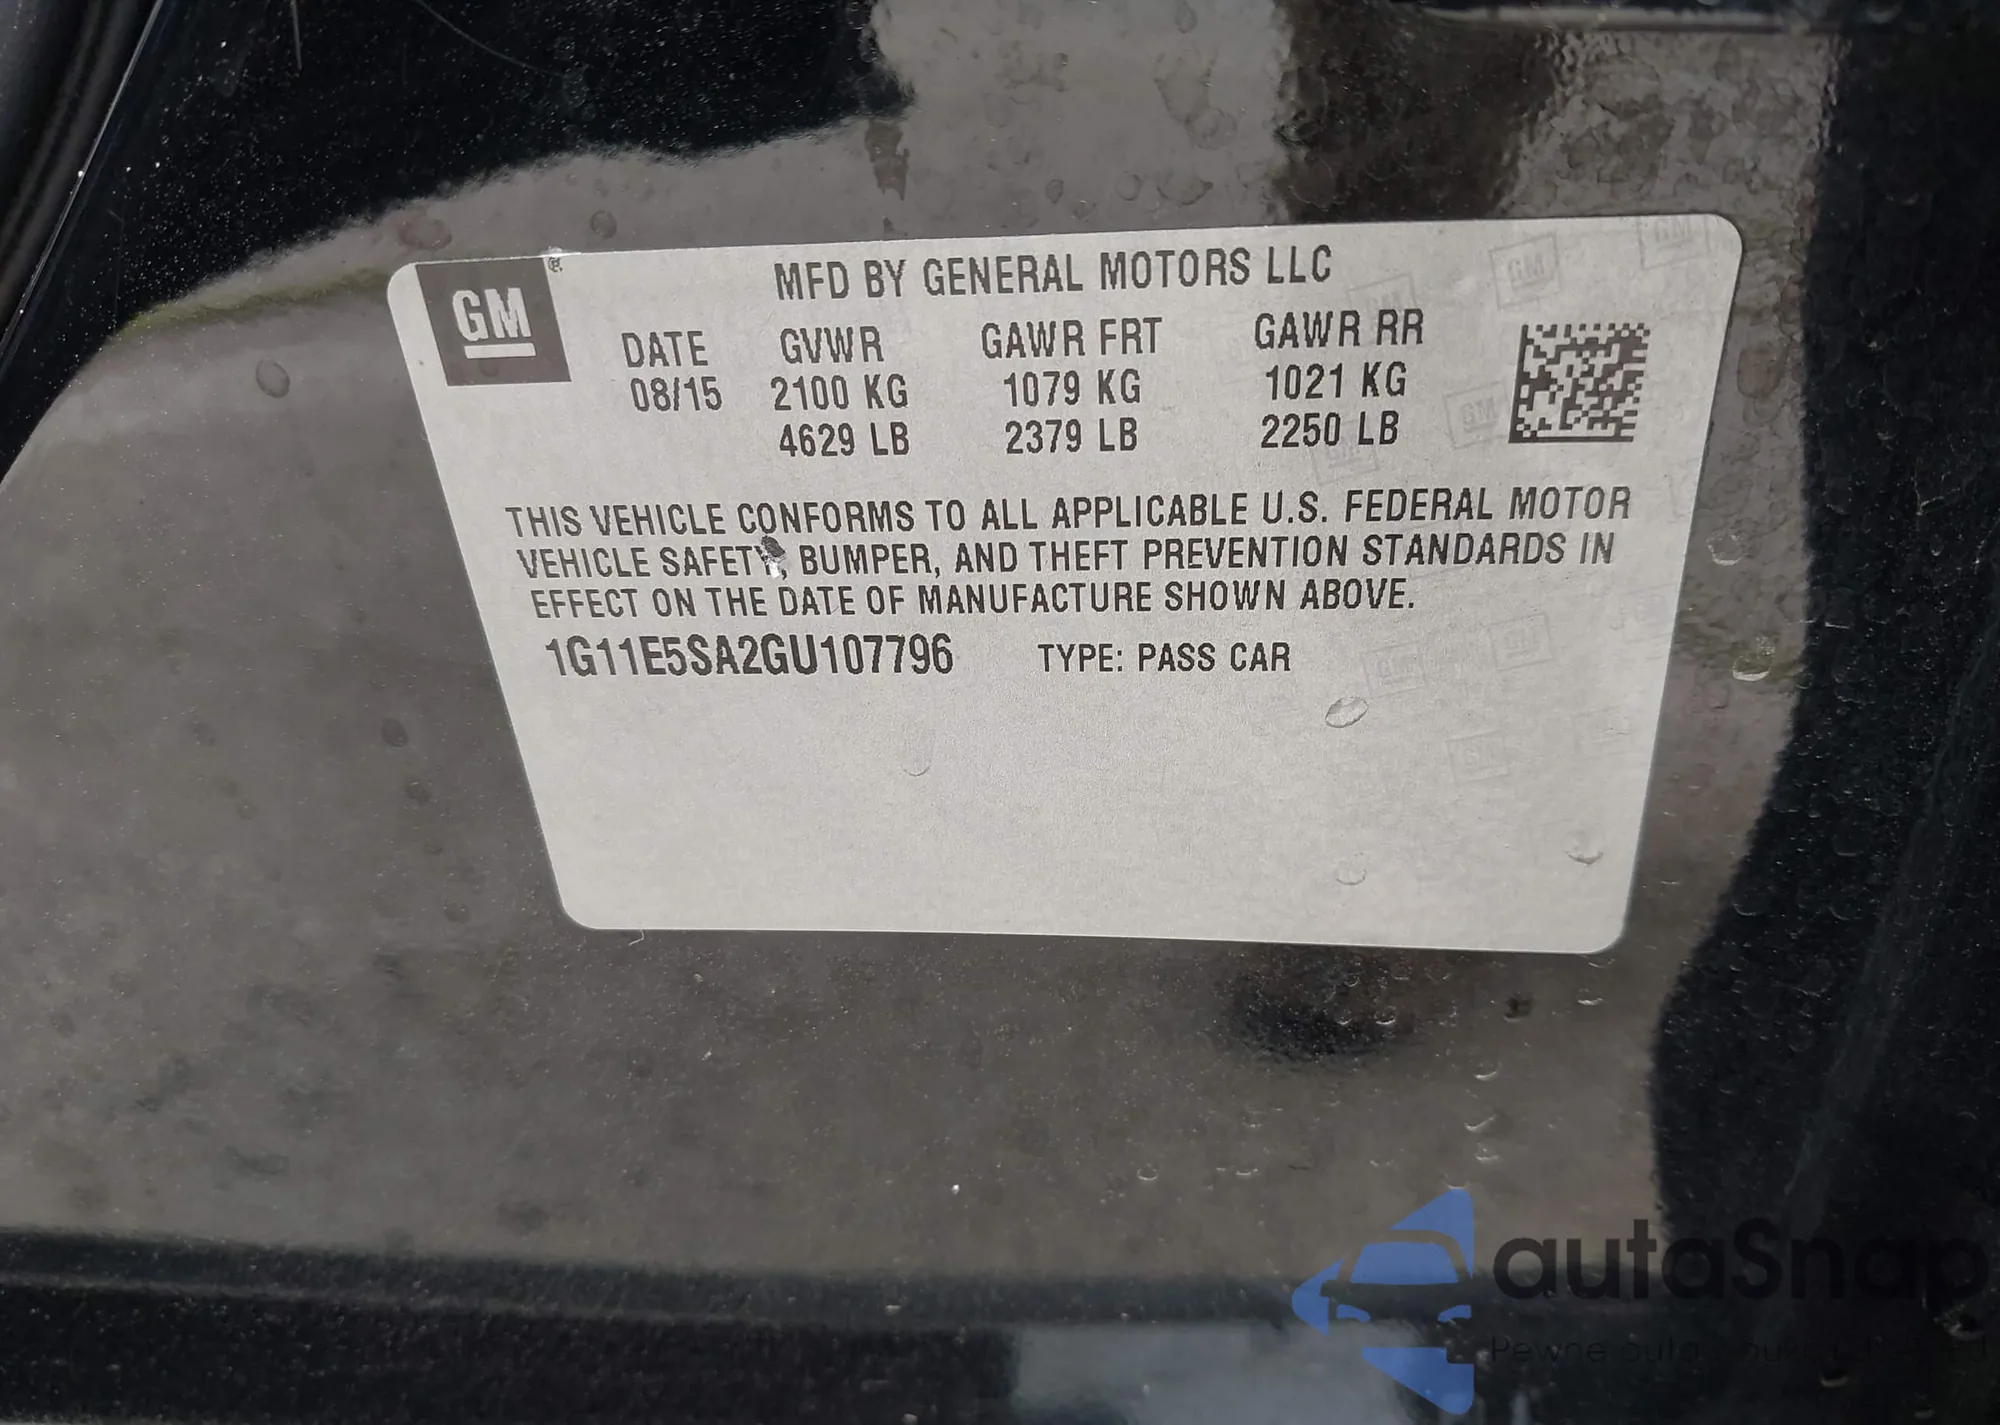 GM ®
MFD BY GENERAL MOTORS LLC
DATE GVWR GAWR FRT GAWR RR
08/15 2100 KG 1079 KG 1021 KG
4629 LB 2379 LB 2250 LB
THIS VEHICLE CONFORMS TO ALL APPLICABLE U.S. FEDERAL MOTOR
VEHICLE SAFETY, BUMPER, AND THEFT PREVENTION STANDARDS IN
EFFECT ON THE DATE OF MANUFACTURE SHOWN ABOVE.
1G11E5SA2GU107796 TYPE: PASS CAR
autaSnap
Pewne auta